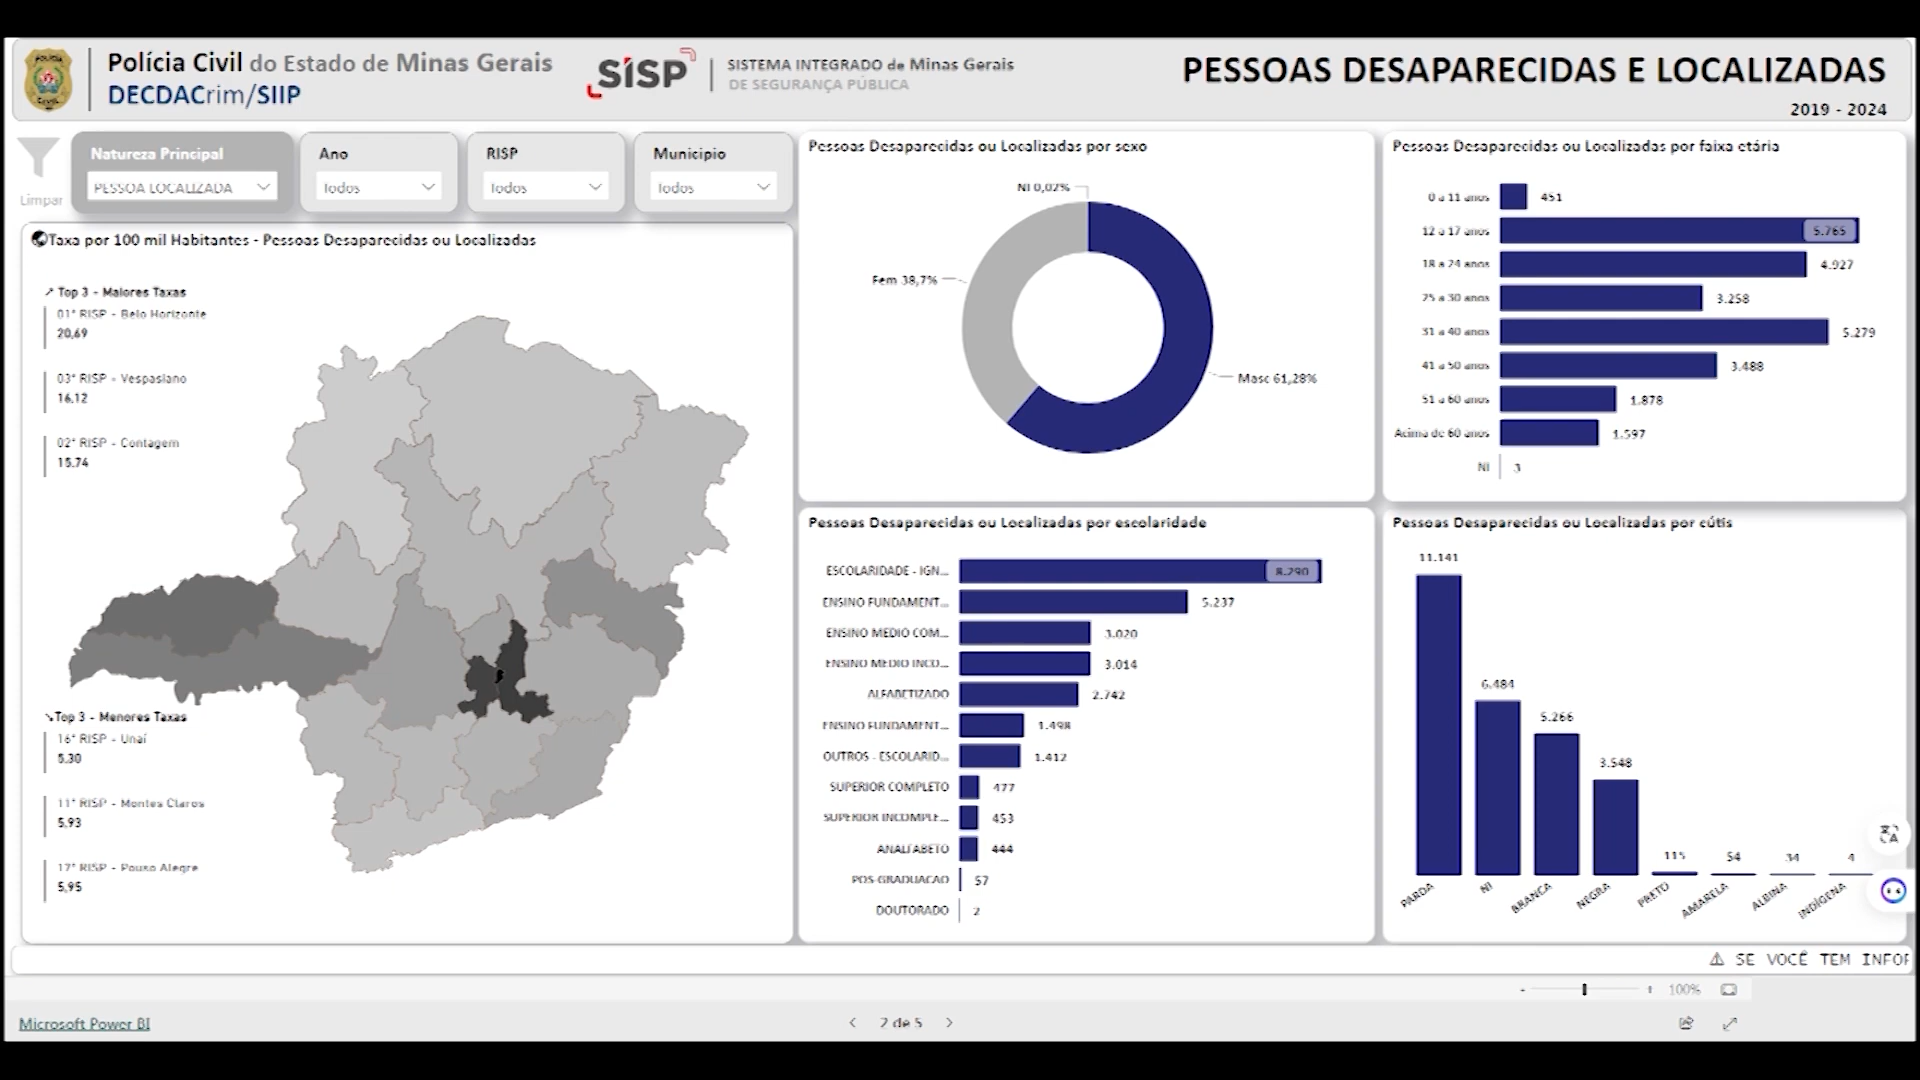 Polícia Civil do Estado de Minas Gerais
DECDACrim/SIIP
SISP
SISTEMA INTEGRADO de Minas Gerais
DE SEGURANÇA PÚBLICA
PESSOAS DESAPARECIDAS E LOCALIZADAS
2019 - 2024
Limpar
Natureza Principal
PESSOA LOCALIZADA
Ano
Todos
RISP
Todos
Municipio
Todos
Taxa por 100 mil Habitantes - Pessoas Desaparecidas ou Localizadas
Top 3 - Maiores Taxas
01ª RISP - Belo Horizonte
20,69
03ª RISP - Vespasiano
16,12
02ª RISP - Contagem
15,74
Top 3 - Menores Taxas
16ª RISP - Unaí
5,30
11ª RISP - Montes Claros
5,93
17ª RISP - Pouso Alegre
5,95
Pessoas Desaparecidas ou Localizadas por sexo
NI 0,02%
Fem 38,7%
Masc 61,28%
Pessoas Desaparecidas ou Localizadas por faixa etária
0 a 11 anos 451
12 a 17 anos 5.765
18 a 24 anos 4.927
25 a 30 anos 3.258
31 a 40 anos 5.279
41 a 50 anos 3.488
51 a 60 anos 1.878
Acima de 60 anos 1.597
NI 3
Pessoas Desaparecidas ou Localizadas por escolaridade
ESCOLARIDADE - IGN... 8.290
ENSINO FUNDAMENT... 5.237
ENSINO MEDIO COM... 3.020
ENSINO MEDIO INCO... 3.014
ALFABETIZADO 2.742
ENSINO FUNDAMENT... 1.498
OUTROS - ESCOLARID... 1.412
SUPERIOR COMPLETO 477
SUPERIOR INCOMPLE... 453
ANALFABETO 444
POS-GRADUACAO 57
DOUTORADO 2
Pessoas Desaparecidas ou Localizadas por cútis
11.141
6.484
5.266
3.548
115
54
34
4
PARDA
NI
BRANCA
NEGRA
PRETO
AMARELA
ALBINA
INDÍGENA
SE VOCÊ TEM INFOR
- + 100%
Microsoft Power BI
2 de 5